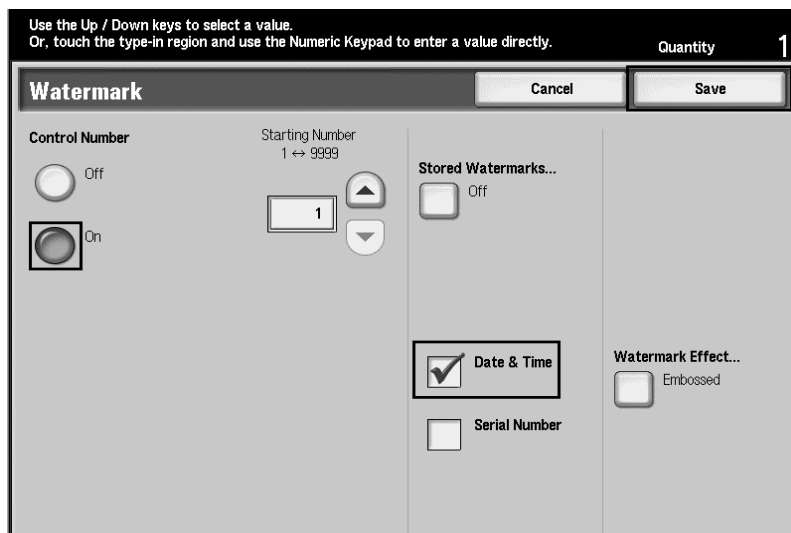 Use the Up / Down keys to select a value.
Or, touch the type-in region and use the Numeric Keypad to enter a value directly.
Quantity 1
Watermark
Cancel
Save
Control Number
Off
On
Starting Number
1 ↔ 9999
1
Stored Watermarks...
Off
Date & Time
Serial Number
Watermark Effect...
Embossed